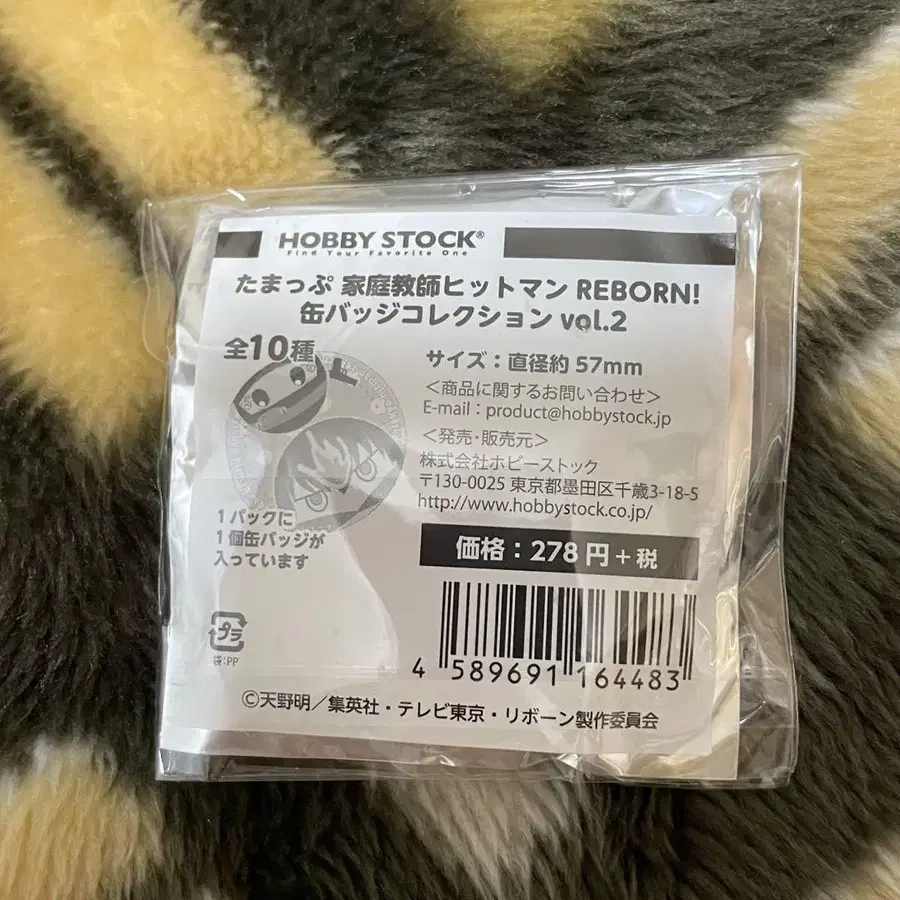 HOBBY STOCK®
Find Your Favorite One
たまっぷ 家庭教師ヒットマン REBORN!
缶バッジコレクション vol.2
全10種
サイズ：直径約 57mm
＜商品に関するお問い合わせ＞
E-mail：product@hobbystock.jp
＜発売・販売元＞
株式会社ホビーストック
〒130-0025 東京都墨田区千歳3-18-5
http://www.hobbystock.co.jp/
1パックに
1個缶バッジが
入っています
価格：278円＋税
プラ
袋:PP
4 589691 164483
©天野明／集英社・テレビ東京・リボーン製作委員会